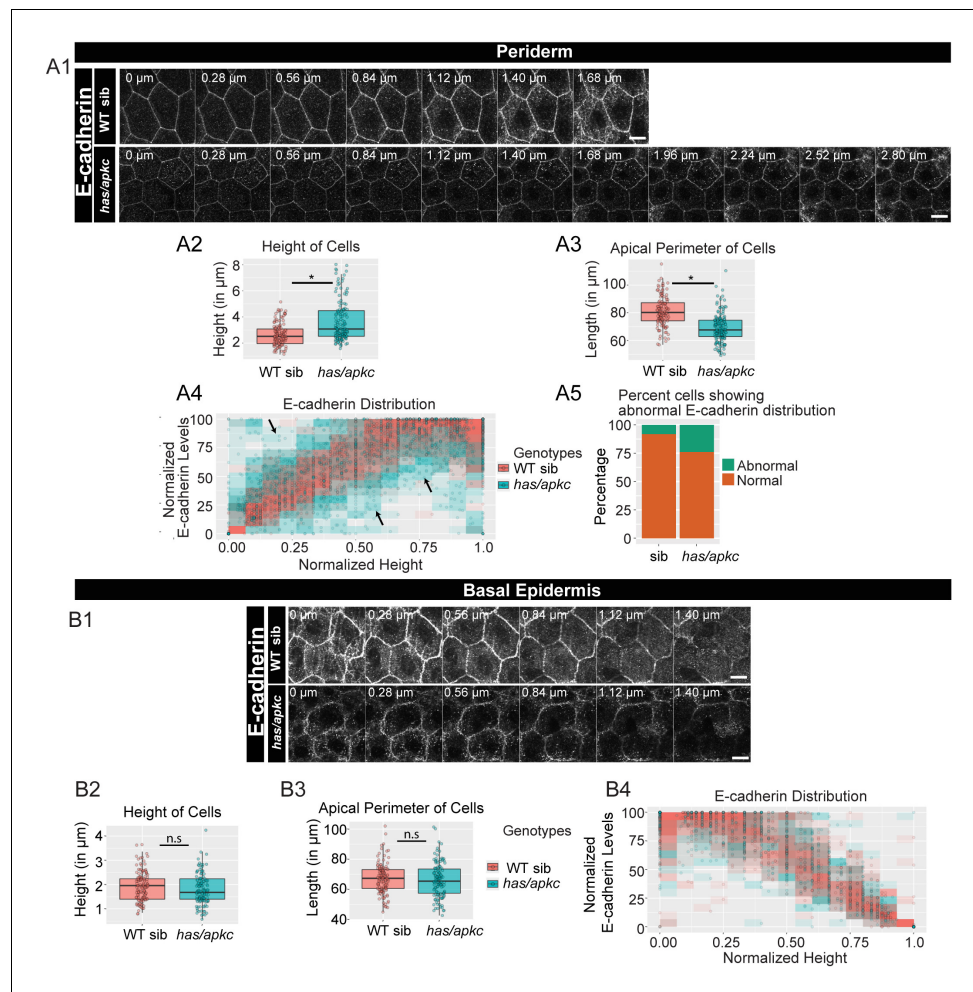 Periderm
A1
E-cadherin
WT sib
0 µm 0.28 µm 0.56 µm 0.84 µm 1.12 µm 1.40 µm 1.68 µm
has/apkc
0 µm 0.28 µm 0.56 µm 0.84 µm 1.12 µm 1.40 µm 1.68 µm 1.96 µm 2.24 µm 2.52 µm 2.80 µm
A2
Height of Cells
Height (in µm)
8
6
4
2
*
WT sib has/apkc
A3
Apical Perimeter of Cells
Length (in µm)
100
80
60
*
WT sib has/apkc
A4
E-cadherin Distribution
Normalized
E-cadherin Levels
100
75
50
25
0
0.00 0.25 0.50 0.75 1.0
Normalized Height
Genotypes
WT sib
has/apkc
A5
Percent cells showing
abnormal E-cadherin distribution
Percentage
100
75
50
25
0
sib has/apkc
Abnormal
Normal
Basal Epidermis
B1
E-cadherin
WT sib
0 µm 0.28 µm 0.56 µm 0.84 µm 1.12 µm 1.40 µm
has/apkc
0 µm 0.28 µm 0.56 µm 0.84 µm 1.12 µm 1.40 µm
B2
Height of Cells
Height (in µm)
4
3
2
1
n.s
WT sib has/apkc
B3
Apical Perimeter of Cells
Length (in µm)
100
80
60
40
n.s
WT sib has/apkc
Genotypes
WT sib
has/apkc
B4
E-cadherin Distribution
Normalized
E-cadherin Levels
100
75
50
25
0
0.00 0.25 0.50 0.75 1.0
Normalized Height